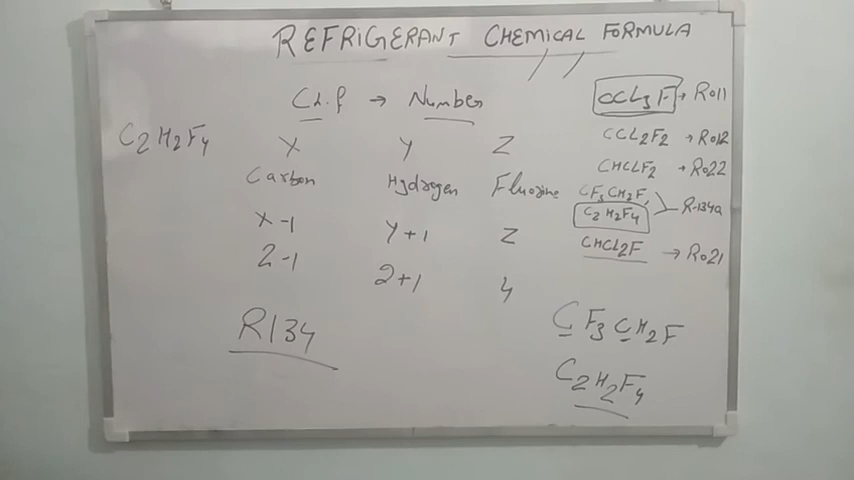 REFRIGERANT CHEMICAL FORMULA
Ch.f → Number
C2H2F4
X Y Z
Carbon Hydrogen Fluorine
X-1 Y+1 Z
2-1 2+1 4
R134
CCL3F → R011
CCL2F2 → R012
CHCLF2 → R022
CF3CH2F,
C2H2F4
R-134a
CHCL2F → R021
CF3CH2F
C2H2F4